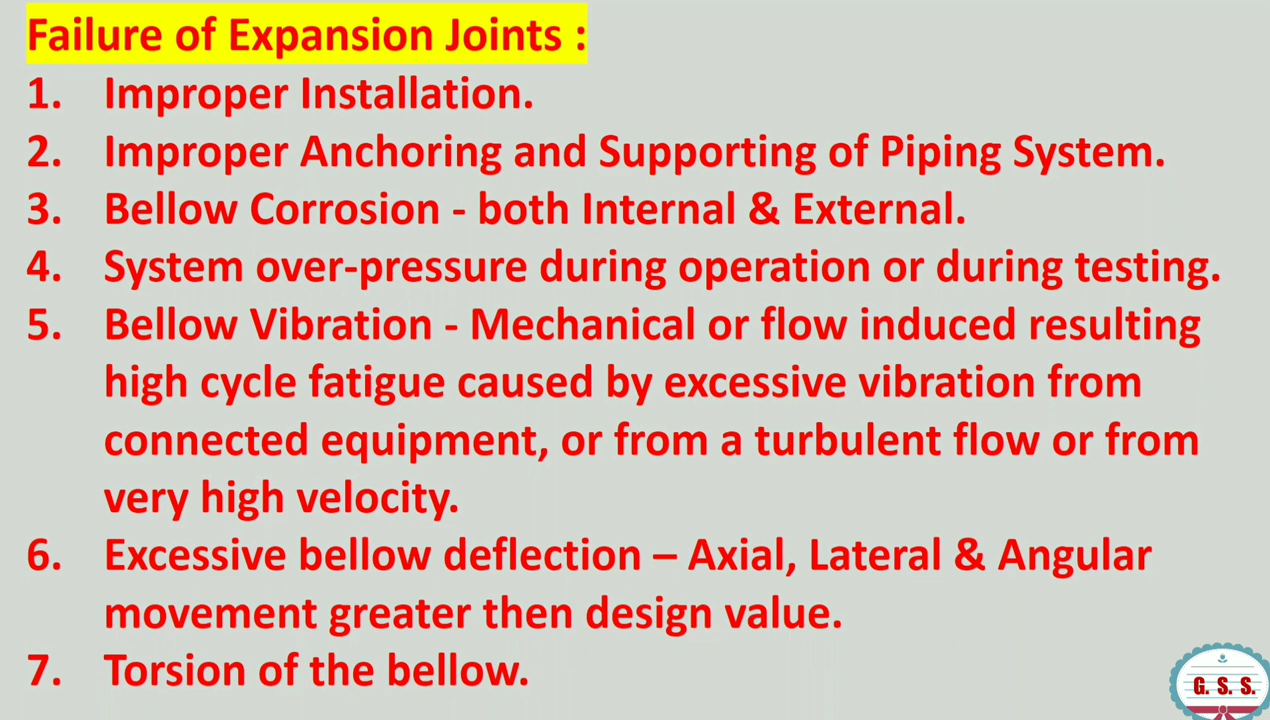 Failure of Expansion Joints :
1. Improper Installation.
2. Improper Anchoring and Supporting of Piping System.
3. Bellow Corrosion - both Internal & External.
4. System over-pressure during operation or during testing.
5. Bellow Vibration - Mechanical or flow induced resulting
high cycle fatigue caused by excessive vibration from
connected equipment, or from a turbulent flow or from
very high velocity.
6. Excessive bellow deflection – Axial, Lateral & Angular
movement greater then design value.
7. Torsion of the bellow.
G. S. S.